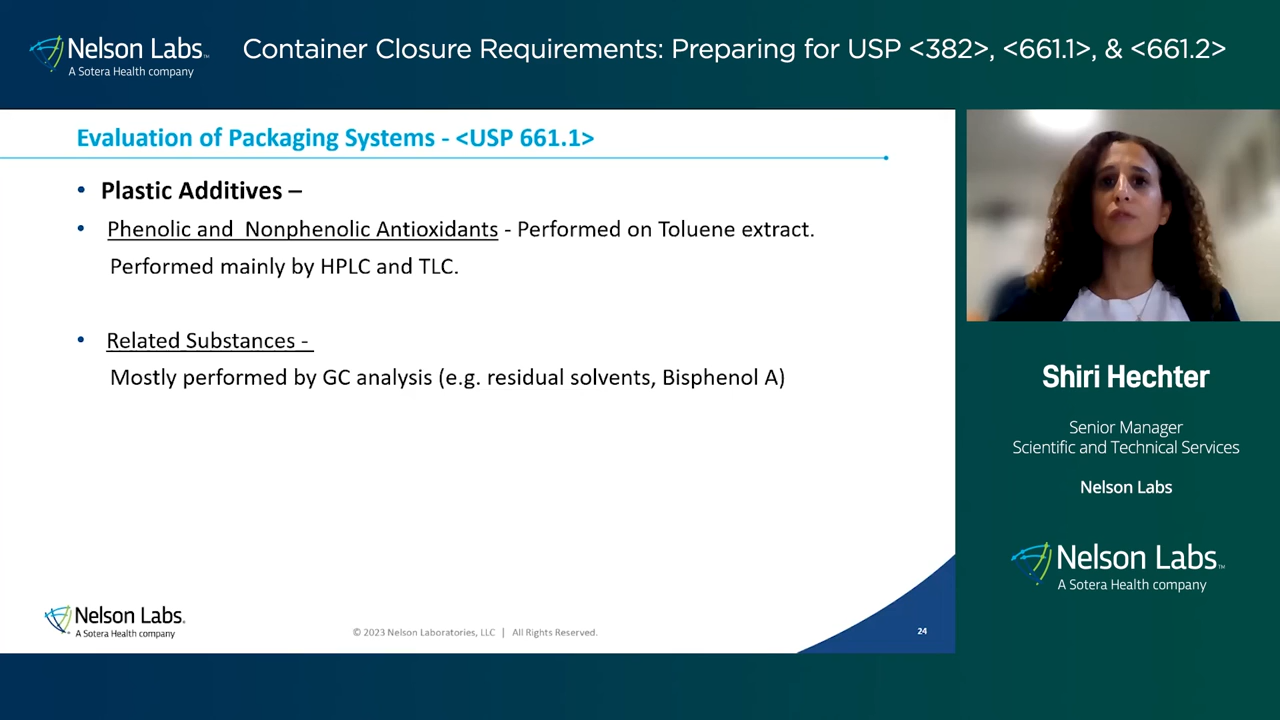 Nelson Labs™
A Sotera Health company
Container Closure Requirements: Preparing for USP <382>, <661.1>, & <661.2>
Evaluation of Packaging Systems - <USP 661.1>
• Plastic Additives –
• Phenolic and Nonphenolic Antioxidants - Performed on Toluene extract.
Performed mainly by HPLC and TLC.
• Related Substances -
Mostly performed by GC analysis (e.g. residual solvents, Bisphenol A)
Nelson Labs.
A Sotera Health company
© 2023 Nelson Laboratories, LLC | All Rights Reserved.
24
Shiri Hechter
Senior Manager
Scientific and Technical Services
Nelson Labs
Nelson Labs™
A Sotera Health company